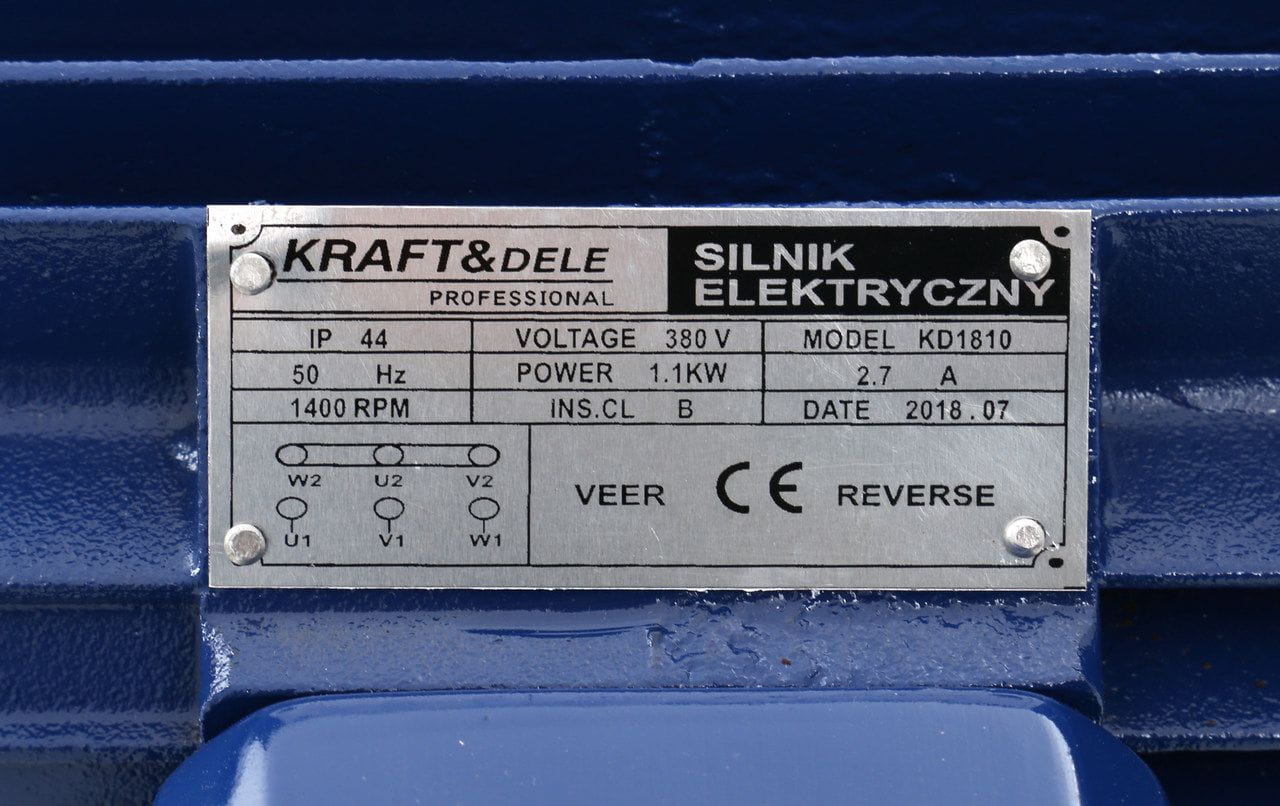 KRAFT&DELE
PROFESSIONAL
SILNIK
ELEKTRYCZNY
IP 44 VOLTAGE 380 V MODEL KD1810
50 Hz POWER 1.1KW 2.7 A
1400 RPM INS.CL B DATE 2018.07
W2 U2 V2
U1 V1 W1
VEER CE REVERSE